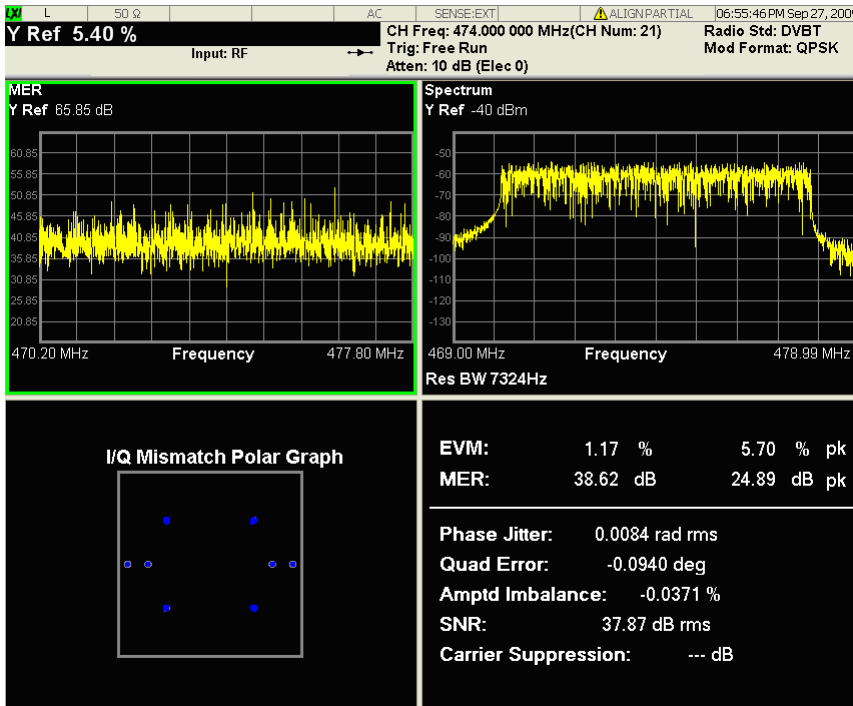 LXI L 50 Ω AC SENSE:EXT ALIGN PARTIAL 06:55:46 PM Sep 27, 200
Y Ref 5.40 %
Input: RF
CH Freq: 474.000 000 MHz(CH Num: 21)
Trig: Free Run
Atten: 10 dB (Elec 0)
Radio Std: DVBT
Mod Format: QPSK
MER
Y Ref 65.85 dB
60.85
55.85
50.85
45.85
40.85
35.85
30.85
25.85
20.85
470.20 MHz Frequency 477.80 MHz
Spectrum
Y Ref -40 dBm
-50
-60
-70
-80
-90
-100
-110
-120
-130
469.00 MHz Frequency 478.99 MHz
Res BW 7324Hz
I/Q Mismatch Polar Graph
EVM: 1.17 % 5.70 % pk
MER: 38.62 dB 24.89 dB pk
Phase Jitter: 0.0084 rad rms
Quad Error: -0.0940 deg
Amptd Imbalance: -0.0371 %
SNR: 37.87 dB rms
Carrier Suppression: --- dB